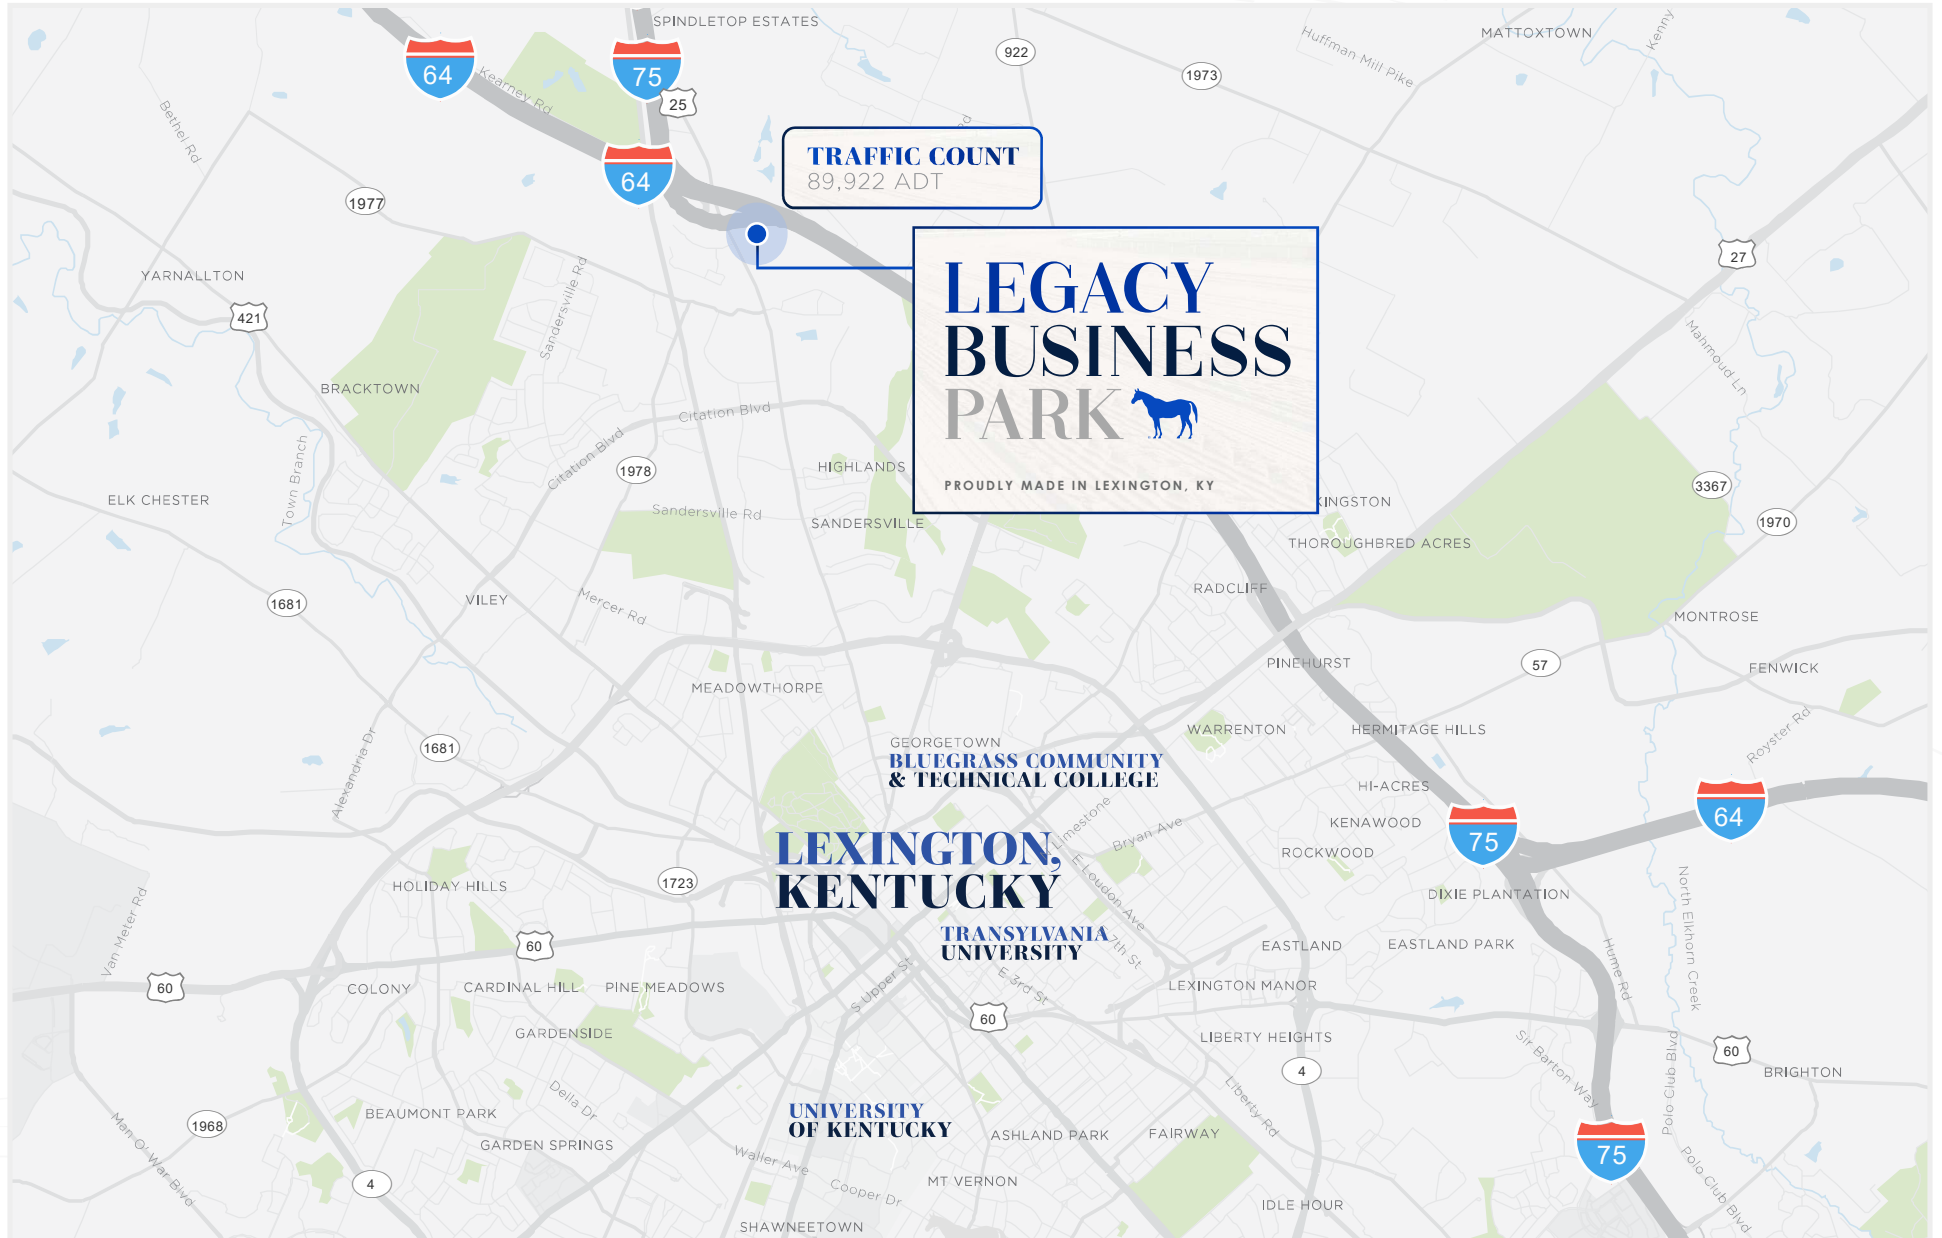 SPINDLETOP ESTATES
MATTOXTOWN
Kenny
Huffman Mill Pike
922
1973
64
75
25
Kearney Rd
Bethel Rd
64
TRAFFIC COUNT
89,922 ADT
1977
YARNALLTON
421
Sandersville Rd
27
LEGACY
BUSINESS
PARK
PROUDLY MADE IN LEXINGTON, KY
Mahmoud Ln
BRACKTOWN
Citation Blvd
Citation Blvd
1978
HIGHLANDS
Town Branch
ELK CHESTER
Sandersville Rd
SANDERSVILLE
KINGSTON
3367
1970
THOROUGHBRED ACRES
RADCLIFF
1681
VILEY
Mercer Rd
MONTROSE
PINEHURST
57
FENWICK
MEADOWTHORPE
Royster Rd
1681
Alexandria Dr
GEORGETOWN
WARRENTON
HERMITAGE HILLS
BLUEGRASS COMMUNITY
& TECHNICAL COLLEGE
HI-ACRES
64
Limestone
Bryan Ave
KENAWOOD
75
ROCKWOOD
LEXINGTON,
KENTUCKY
E Loudon Ave
1723
HOLIDAY HILLS
DIXIE PLANTATION
North Elkhorn Creek
Van Meter Rd
60
TRANSYLVANIA
UNIVERSITY
7th St
EASTLAND
EASTLAND PARK
Hume Rd
60
COLONY
CARDINAL HILL
PINE MEADOWS
S Upper St
E 3rd St
LEXINGTON MANOR
60
GARDENSIDE
LIBERTY HEIGHTS
Sir Barton Way
Polo Club Blvd
60
4
BRIGHTON
Della Dr
Liberty Rd
BEAUMONT PARK
1968
Man O' War Blvd
UNIVERSITY
OF KENTUCKY
ASHLAND PARK
FAIRWAY
GARDEN SPRINGS
75
Waller Ave
Polo Club Blvd
4
Cooper Dr
MT VERNON
IDLE HOUR
SHAWNEETOWN